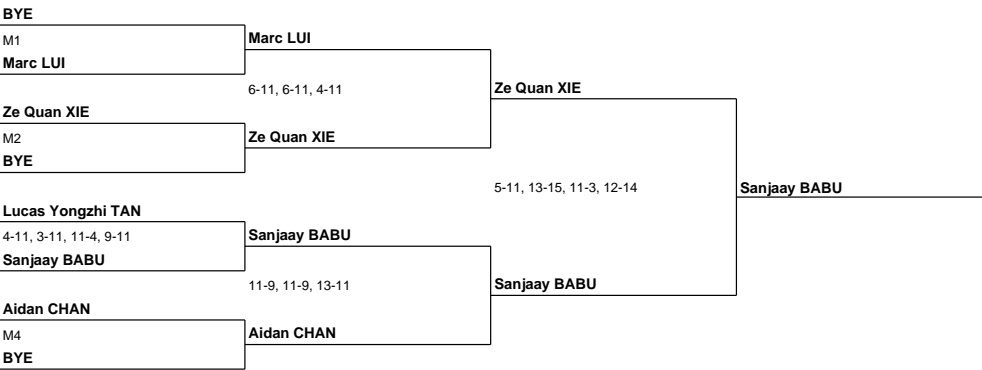 BYE
M1
Marc LUI
Marc LUI
6-11, 6-11, 4-11
Ze Quan XIE
Ze Quan XIE
M2
BYE
Ze Quan XIE
5-11, 13-15, 11-3, 12-14
Sanjaay BABU
Lucas Yongzhi TAN
4-11, 3-11, 11-4, 9-11
Sanjaay BABU
Sanjaay BABU
11-9, 11-9, 13-11
Sanjaay BABU
Aidan CHAN
M4
BYE
Aidan CHAN